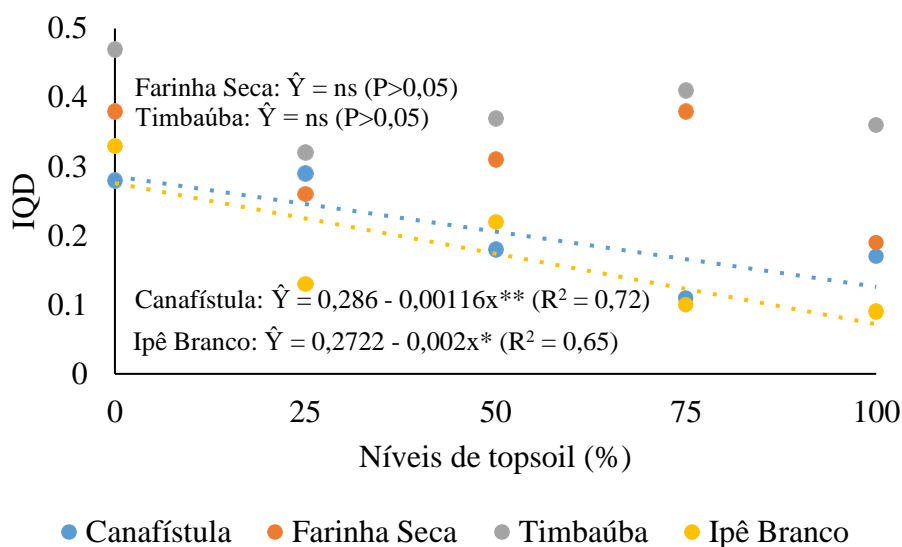 0.5
Farinha Seca: Ŷ = ns (P>0,05)
0.4
Timbaúba: Ŷ = ns (P>0,05)
0.3
IQD
0.2
0.1
Canafístula: Ŷ = 0,286 - 0,00116x** (R² = 0,72)
Ipê Branco: Ŷ = 0,2722 - 0,002x* (R² = 0,65)
0
0 25 50 75 100
Níveis de topsoil (%)
Canafístula Farinha Seca Timbaúba Ipê Branco